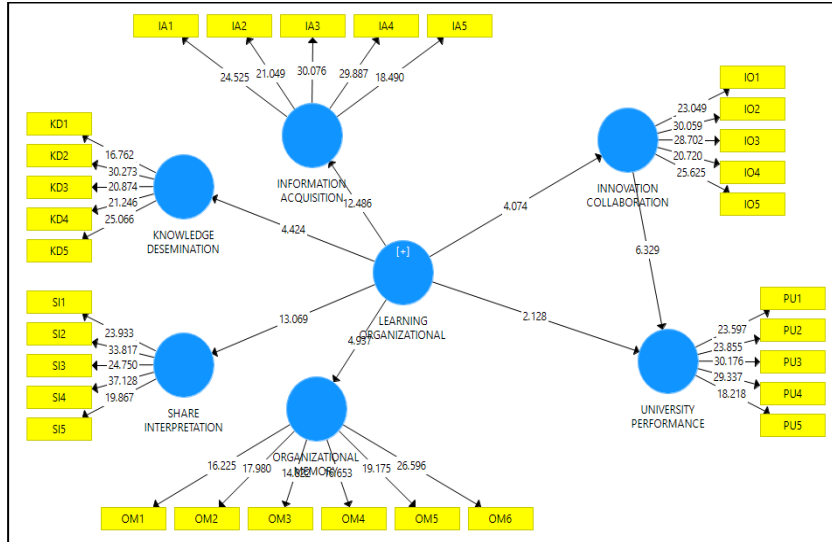 IA1 IA2 IA3 IA4 IA5
24.525 21.049 30.076 29.887 18.490
INFORMATION
ACQUISITION
KD1
KD2
KD3
KD4
KD5
16.762
30.273
20.874
21.246
25.066
KNOWLEDGE
DESEMINATION
IO1
IO2
IO3
IO4
IO5
23.049
30.059
28.702
20.720
25.625
INNOVATION
COLLABORATION
12.486
4.424
4.074
6.329
[+]
LEARNING
ORGANIZATIONAL
13.069
4.937
2.128
SI1
SI2
SI3
SI4
SI5
23.933
33.817
24.750
37.128
19.867
SHARE
INTERPRETATION
PU1
PU2
PU3
PU4
PU5
23.597
23.855
30.176
29.337
18.218
UNIVERSITY
PERFORMANCE
ORGANIZATIONAL
MEMORY
16.225 17.980 14.822 19.175 26.596
OM1 OM2 OM3 OM4 OM5 OM6